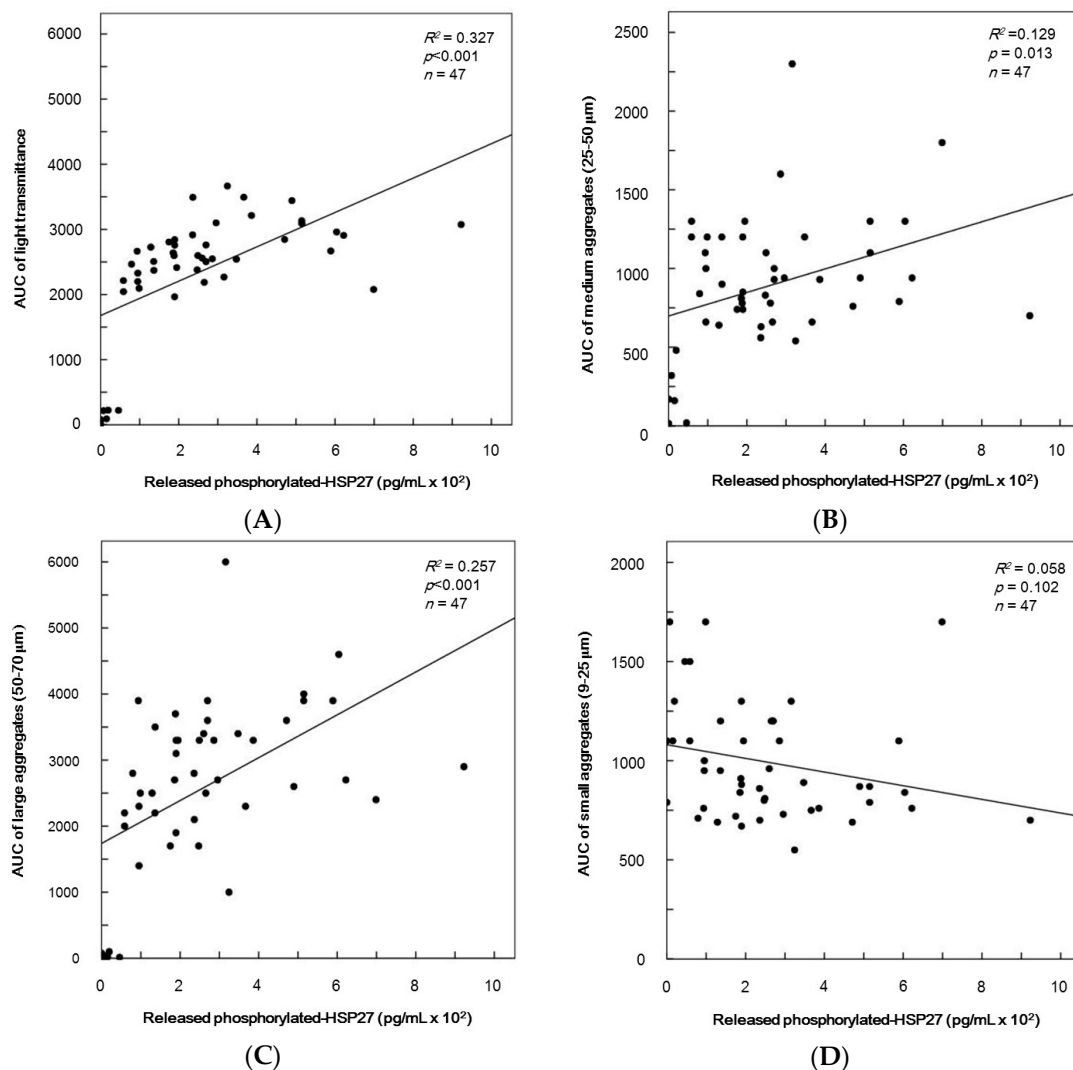 R² = 0.327
p<0.001
n = 47
6000
5000
4000
3000
2000
1000
0
AUC of light transmittance
0 2 4 6 8 10
Released phosphorylated-HSP27 (pg/mL x 10²)
(A)
R² =0.129
p = 0.013
n = 47
2500
2000
1500
1000
500
0
AUC of medium aggregates (25-50 µm)
0 2 4 6 8 10
Released phosphorylated-HSP27 (pg/mL x 10²)
(B)
R² = 0.257
p<0.001
n = 47
6000
5000
4000
3000
2000
1000
0
AUC of large aggregates (50-70 µm)
0 2 4 6 8 10
Released phosphorylated-HSP27 (pg/mL x 10²)
(C)
R² = 0.058
p = 0.102
n = 47
2000
1500
1000
500
0
AUC of small aggregates (9-25 µm)
0 2 4 6 8 10
Released phosphorylated-HSP27 (pg/mL x 10²)
(D)